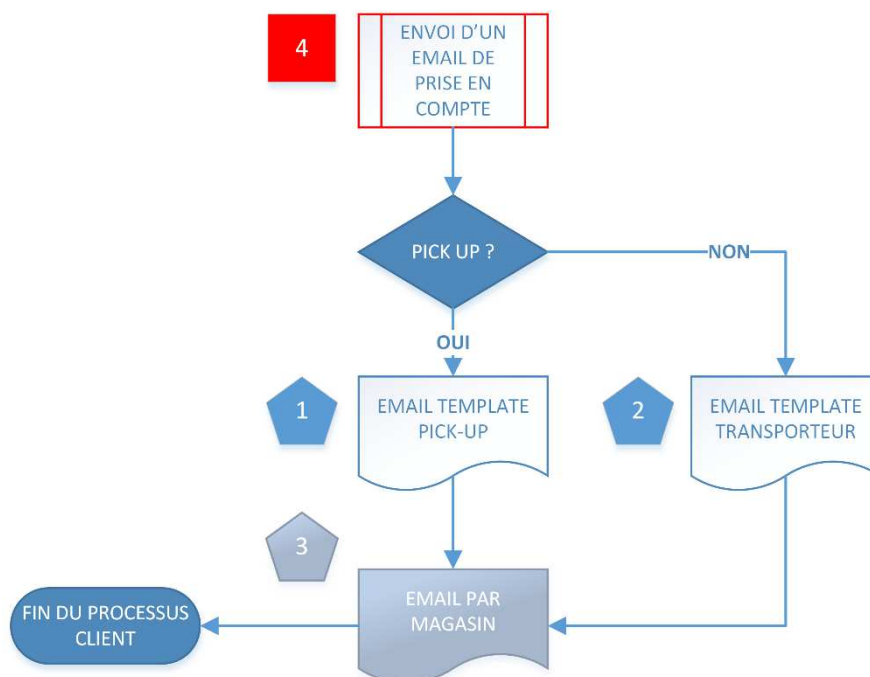 4
ENVOI D’UN
EMAIL DE
PRISE EN
COMPTE
PICK UP ?
NON
OUI
1
EMAIL TEMPLATE
PICK-UP
2
EMAIL TEMPLATE
TRANSPORTEUR
3
EMAIL PAR
MAGASIN
FIN DU PROCESSUS
CLIENT